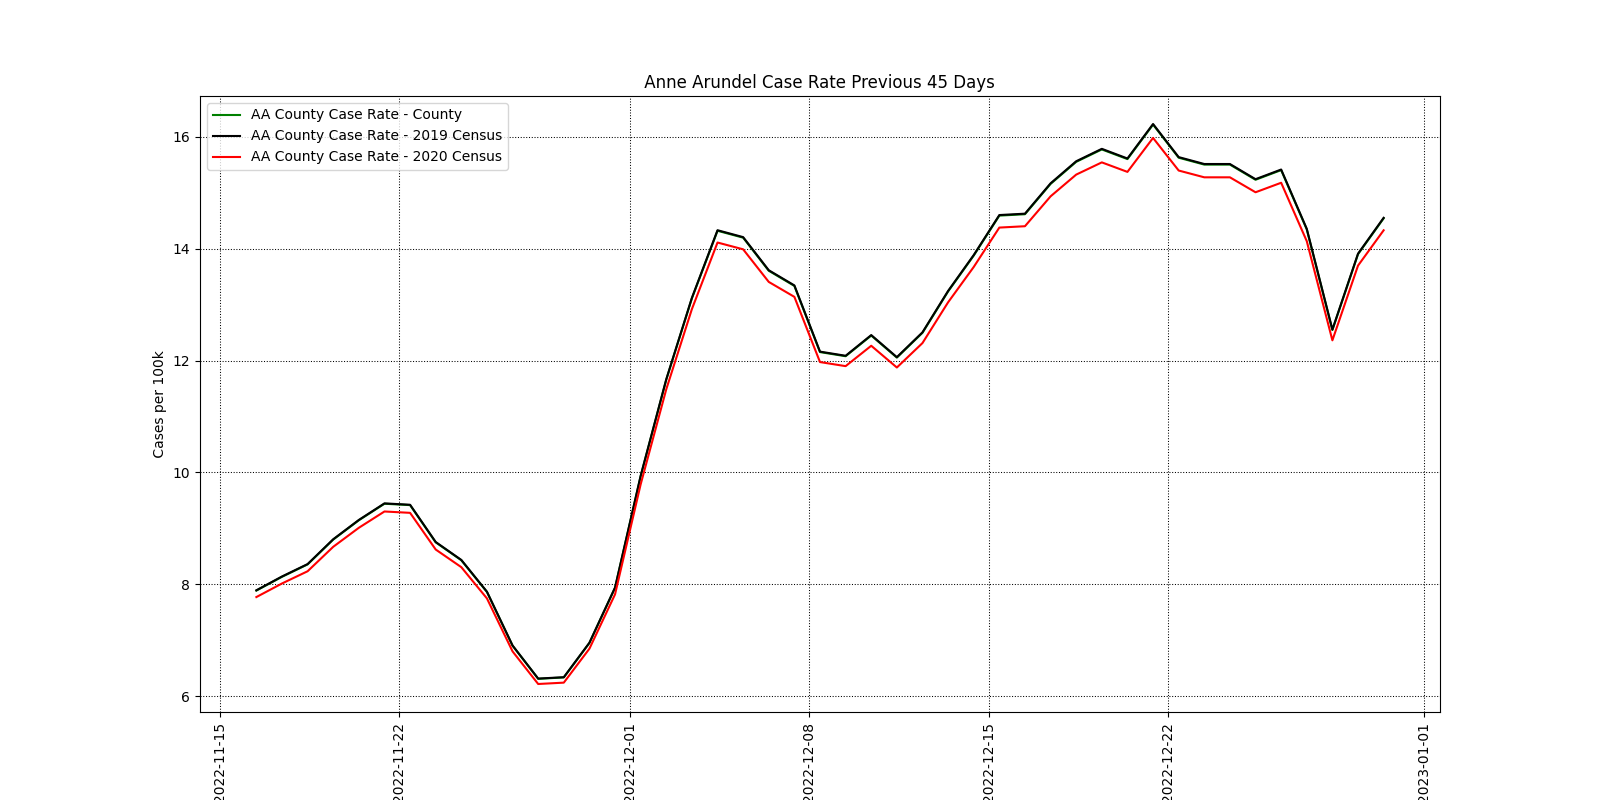 Anne Arundel Case Rate Previous 45 Days
AA County Case Rate - County
AA County Case Rate - 2019 Census
AA County Case Rate - 2020 Census
Cases per 100k
16
14
12
10
8
6
2022-11-15
2022-11-22
2022-12-01
2022-12-08
2022-12-15
2022-12-22
2023-01-01